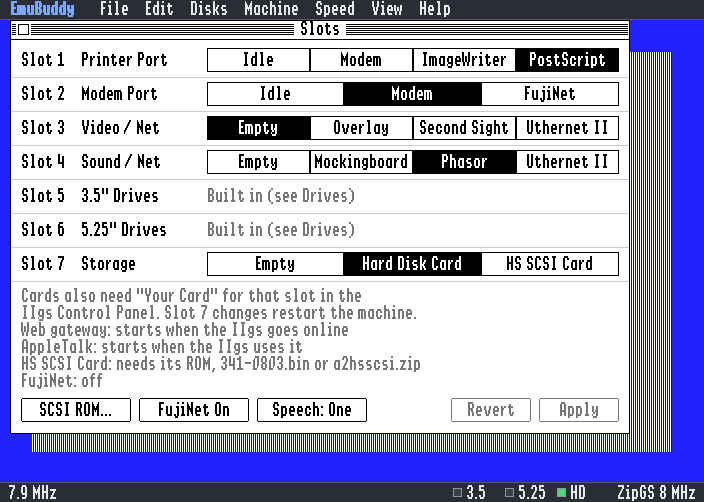 EmuBuddy File Edit Disks Machine Speed View Help
Slots
Slot 1 Printer Port Idle Modem ImageWriter PostScript
Slot 2 Modem Port Idle Modem FujiNet
Slot 3 Video / Net Empty Overlay Second Sight Uthernet II
Slot 4 Sound / Net Empty Mockingboard Phasor Uthernet II
Slot 5 3.5" Drives Built in (see Drives)
Slot 6 5.25" Drives Built in (see Drives)
Slot 7 Storage Empty Hard Disk Card HS SCSI Card
Cards also need "Your Card" for that slot in the
IIgs Control Panel. Slot 7 changes restart the machine.
Web gateway: starts when the IIgs goes online
AppleTalk: starts when the IIgs uses it
HS SCSI Card: needs its ROM, 341-0803.bin or a2hsscsi.zip
FujiNet: off
SCSI ROM... FujiNet On Speech: One Revert Apply
7.9 MHz 3.5 5.25 HD ZipGS 8 MHz